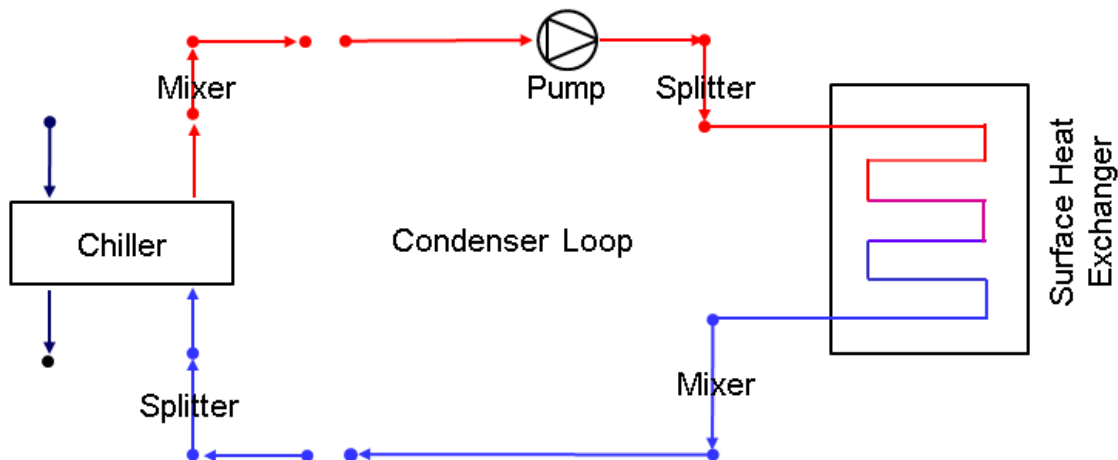 Mixer
Pump
Splitter
Chiller
Condenser Loop
Surface Heat
Exchanger
Mixer
Splitter